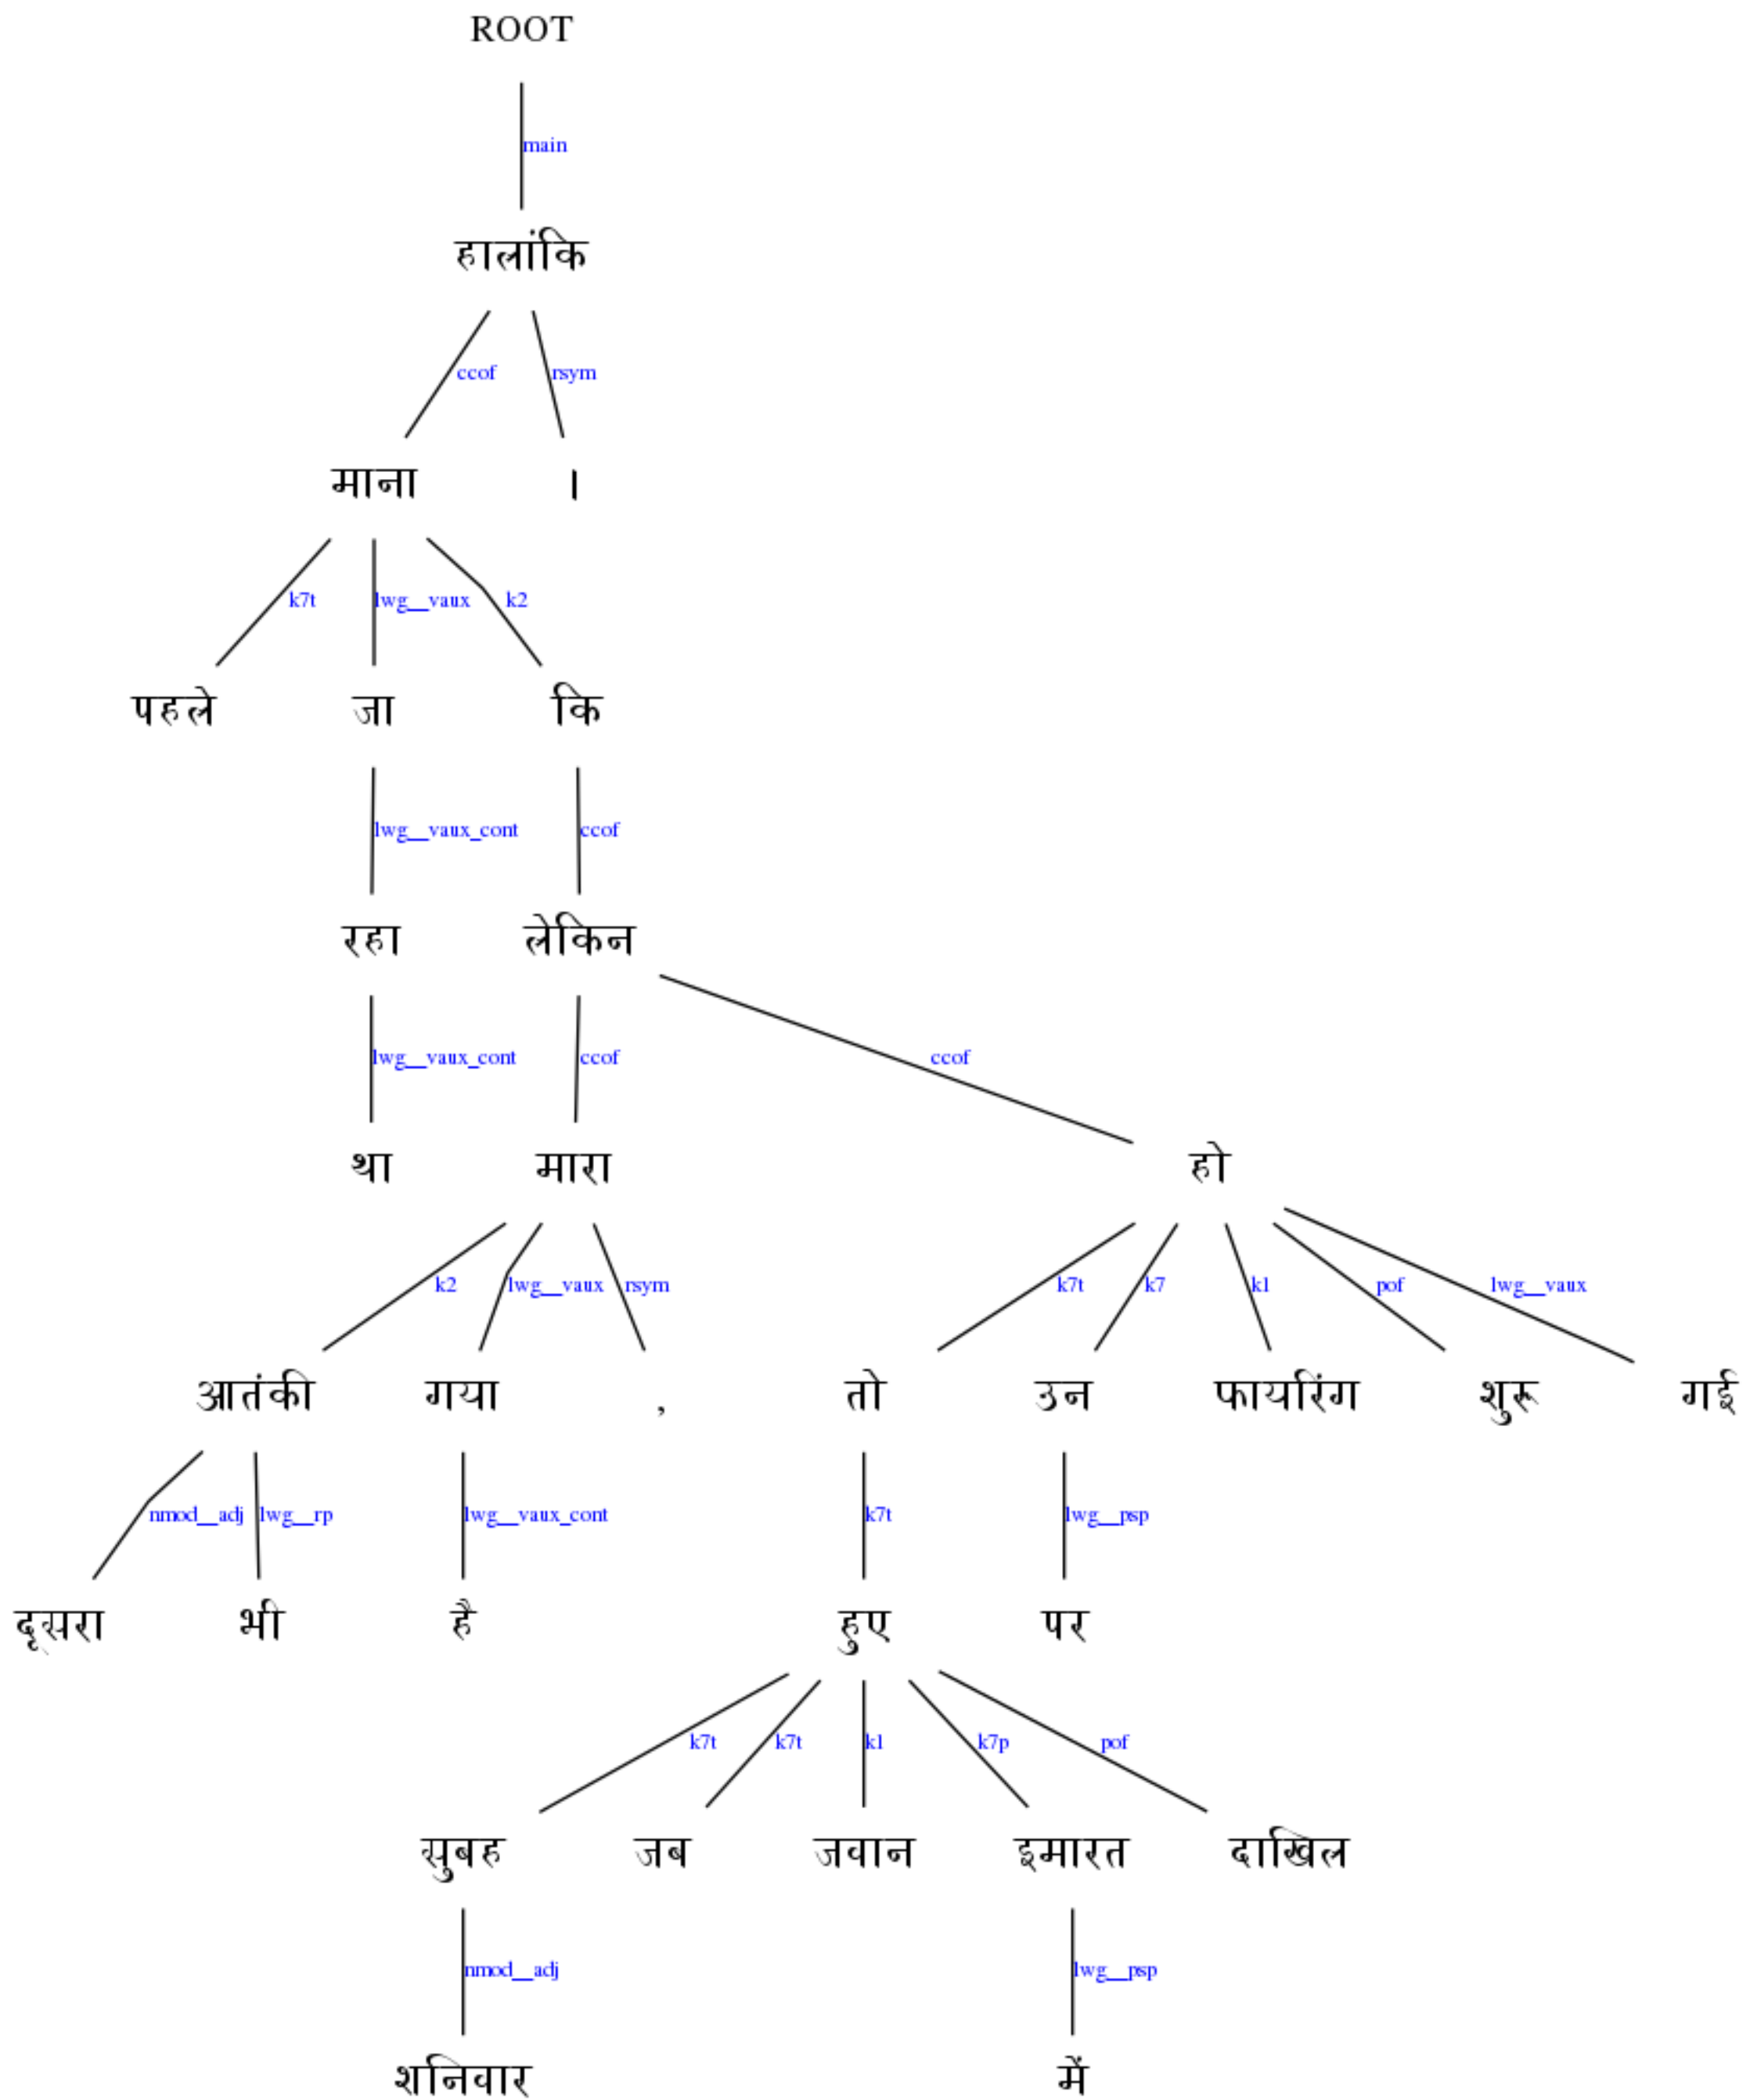 ROOT
main
हालांकि
ccof rsym
माना ।
k7t lwg__vaux k2
पहले जा कि
lwg__vaux_cont ccof
रहा लेकिन
lwg__vaux_cont ccof ccof
था मारा हो
k2 lwg__vaux rsym k7t k7 k1 pof lwg__vaux
आतंकी गया , तो उन फायरिंग शुरू गई
nmod__adj lwg__rp lwg__vaux_cont k7t lwg__psp
दूसरा भी है हुए पर
k7t k7t k1 k7p pof
सुबह जब जवान इमारत दाखिल
nmod__adj lwg__psp
शनिवार में